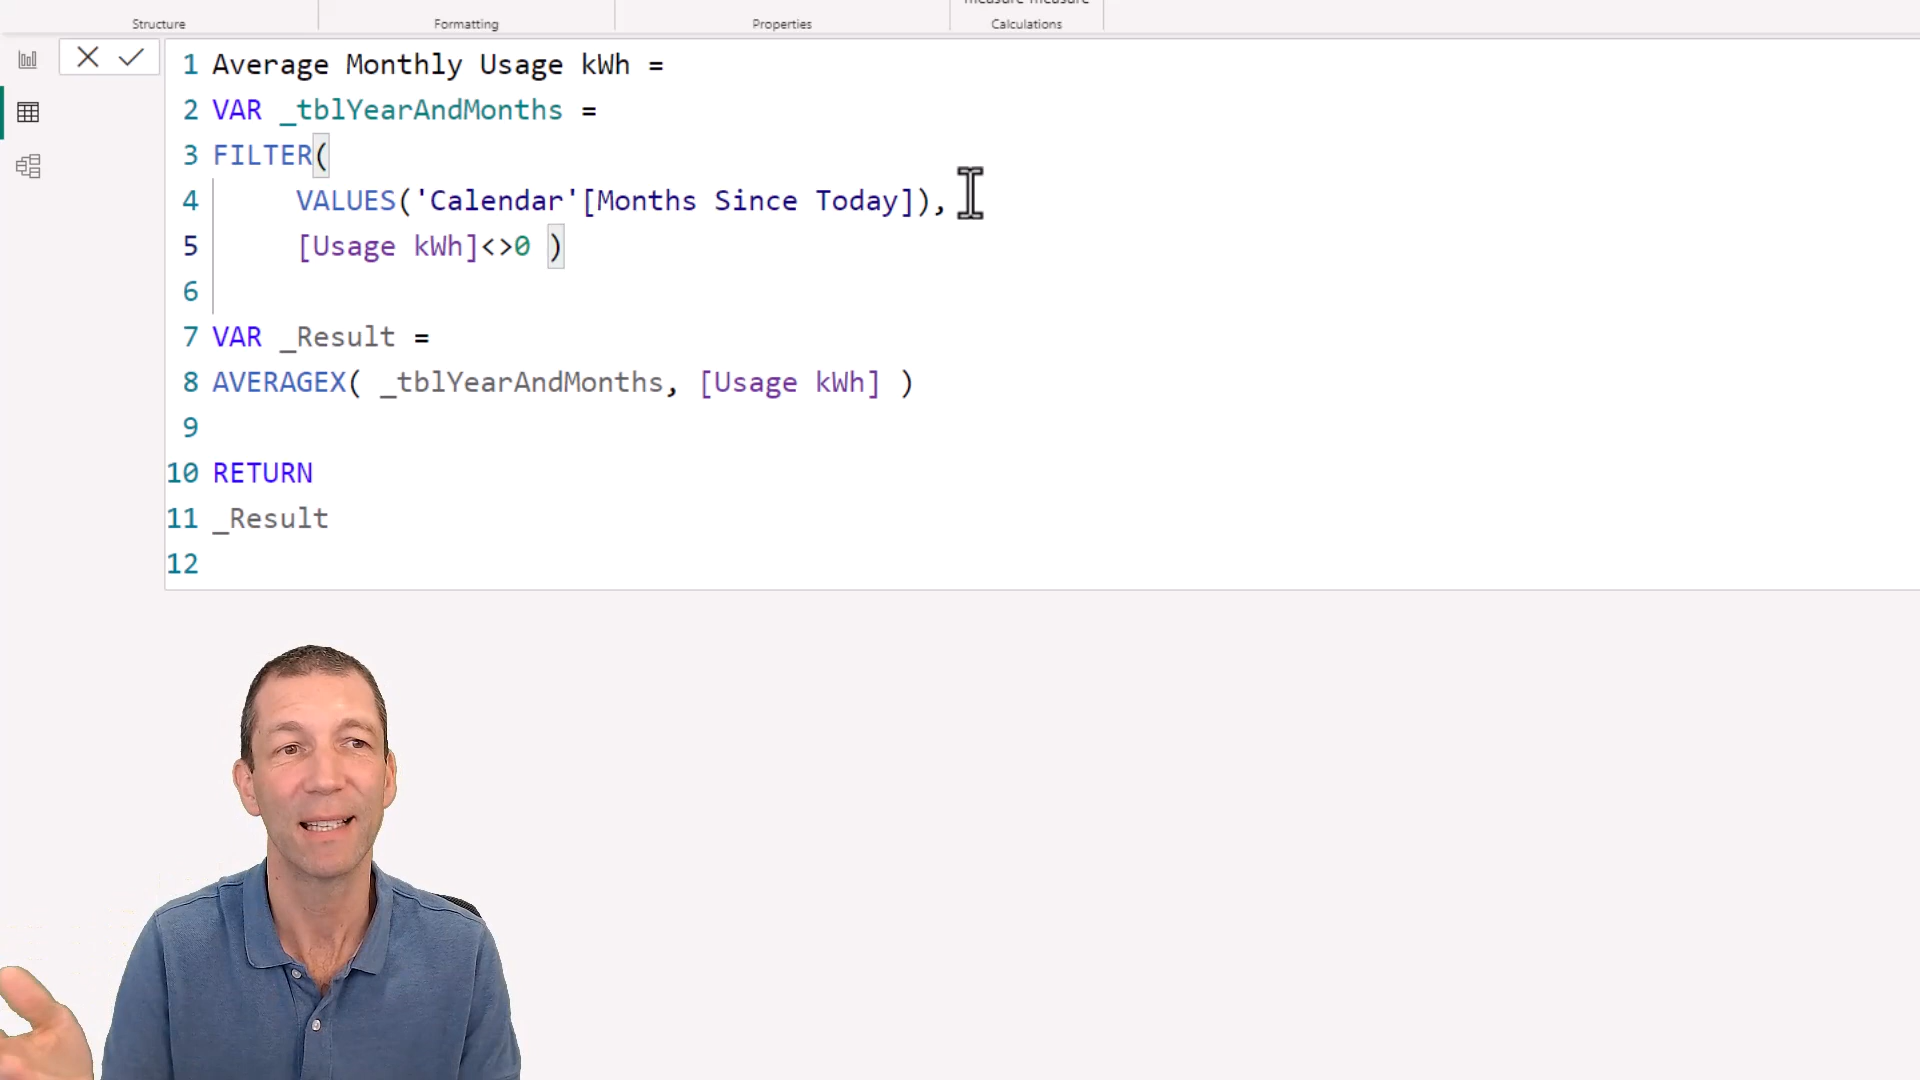 measure measure
Structure Formatting Properties Calculations
1 Average Monthly Usage kWh =
2 VAR _tblYearAndMonths =
3 FILTER(
4 VALUES('Calendar'[Months Since Today]),
5 [Usage kWh]<>0 )
6
7 VAR _Result =
8 AVERAGEX( _tblYearAndMonths, [Usage kWh] )
9
10 RETURN
11 _Result
12